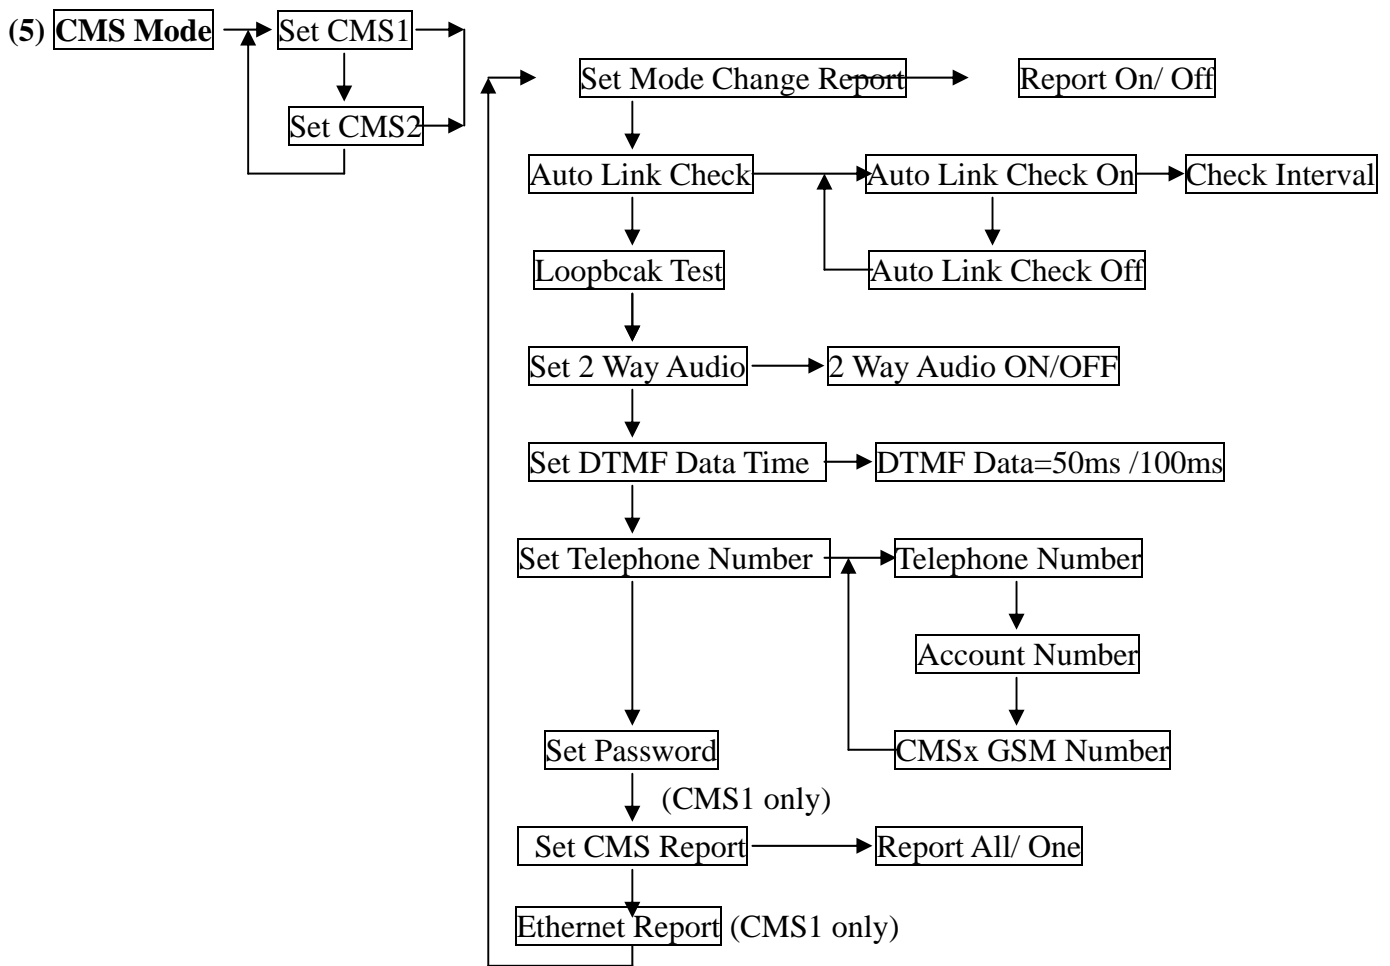 (5) CMS Mode
Set CMS1
Set CMS2
Set Mode Change Report
Report On/ Off
Auto Link Check
Auto Link Check On
Check Interval
Loopbcak Test
Auto Link Check Off
Set 2 Way Audio
2 Way Audio ON/OFF
Set DTMF Data Time
DTMF Data=50ms /100ms
Set Telephone Number
Telephone Number
Account Number
Set Password
CMSx GSM Number
(CMS1 only)
Set CMS Report
Report All/ One
Ethernet Report (CMS1 only)